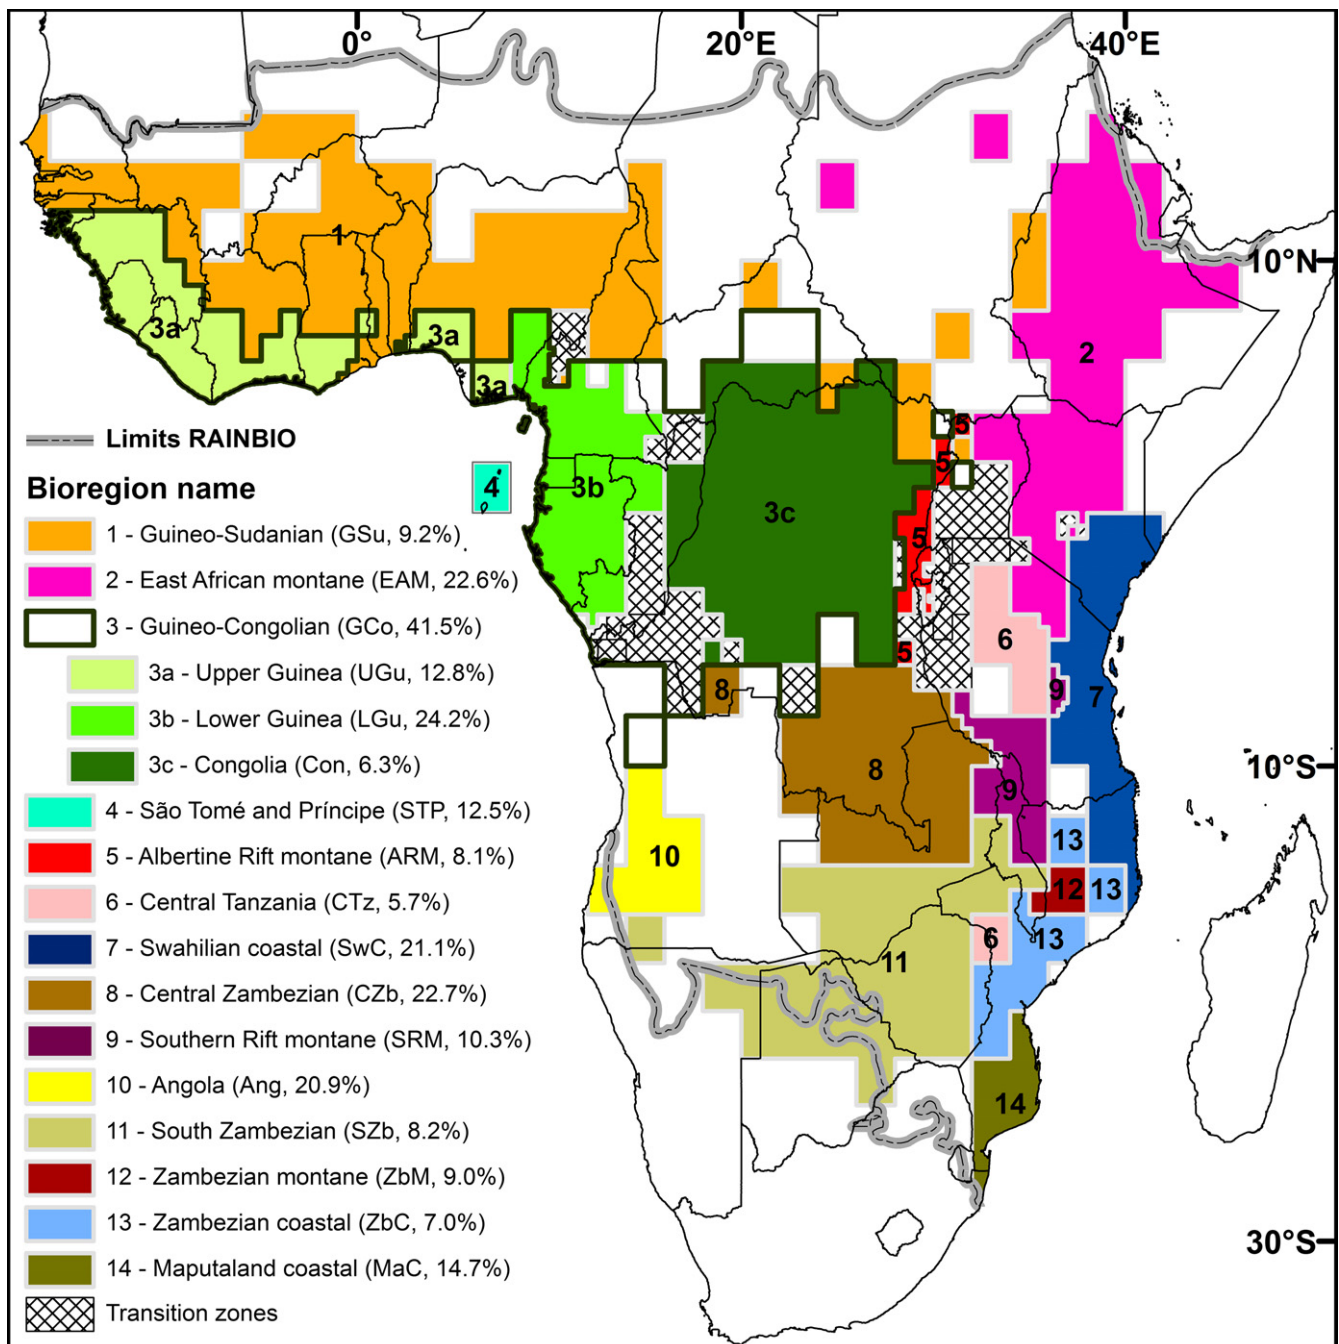 0°
20°E
40°E
10°N
10°S
30°S
1
2
3a
3a
3a
3b
3c
4
5
5
5
5
6
6
7
8
8
9
9
10
11
12
13
13
13
14
Limits RAINBIO
Bioregion name
1 - Guineo-Sudanian (GSu, 9.2%)
2 - East African montane (EAM, 22.6%)
3 - Guineo-Congolian (GCo, 41.5%)
3a - Upper Guinea (UGu, 12.8%)
3b - Lower Guinea (LGu, 24.2%)
3c - Congolia (Con, 6.3%)
4 - São Tomé and Príncipe (STP, 12.5%)
5 - Albertine Rift montane (ARM, 8.1%)
6 - Central Tanzania (CTz, 5.7%)
7 - Swahilian coastal (SwC, 21.1%)
8 - Central Zambezian (CZb, 22.7%)
9 - Southern Rift montane (SRM, 10.3%)
10 - Angola (Ang, 20.9%)
11 - South Zambezian (SZb, 8.2%)
12 - Zambezian montane (ZbM, 9.0%)
13 - Zambezian coastal (ZbC, 7.0%)
14 - Maputaland coastal (MaC, 14.7%)
Transition zones